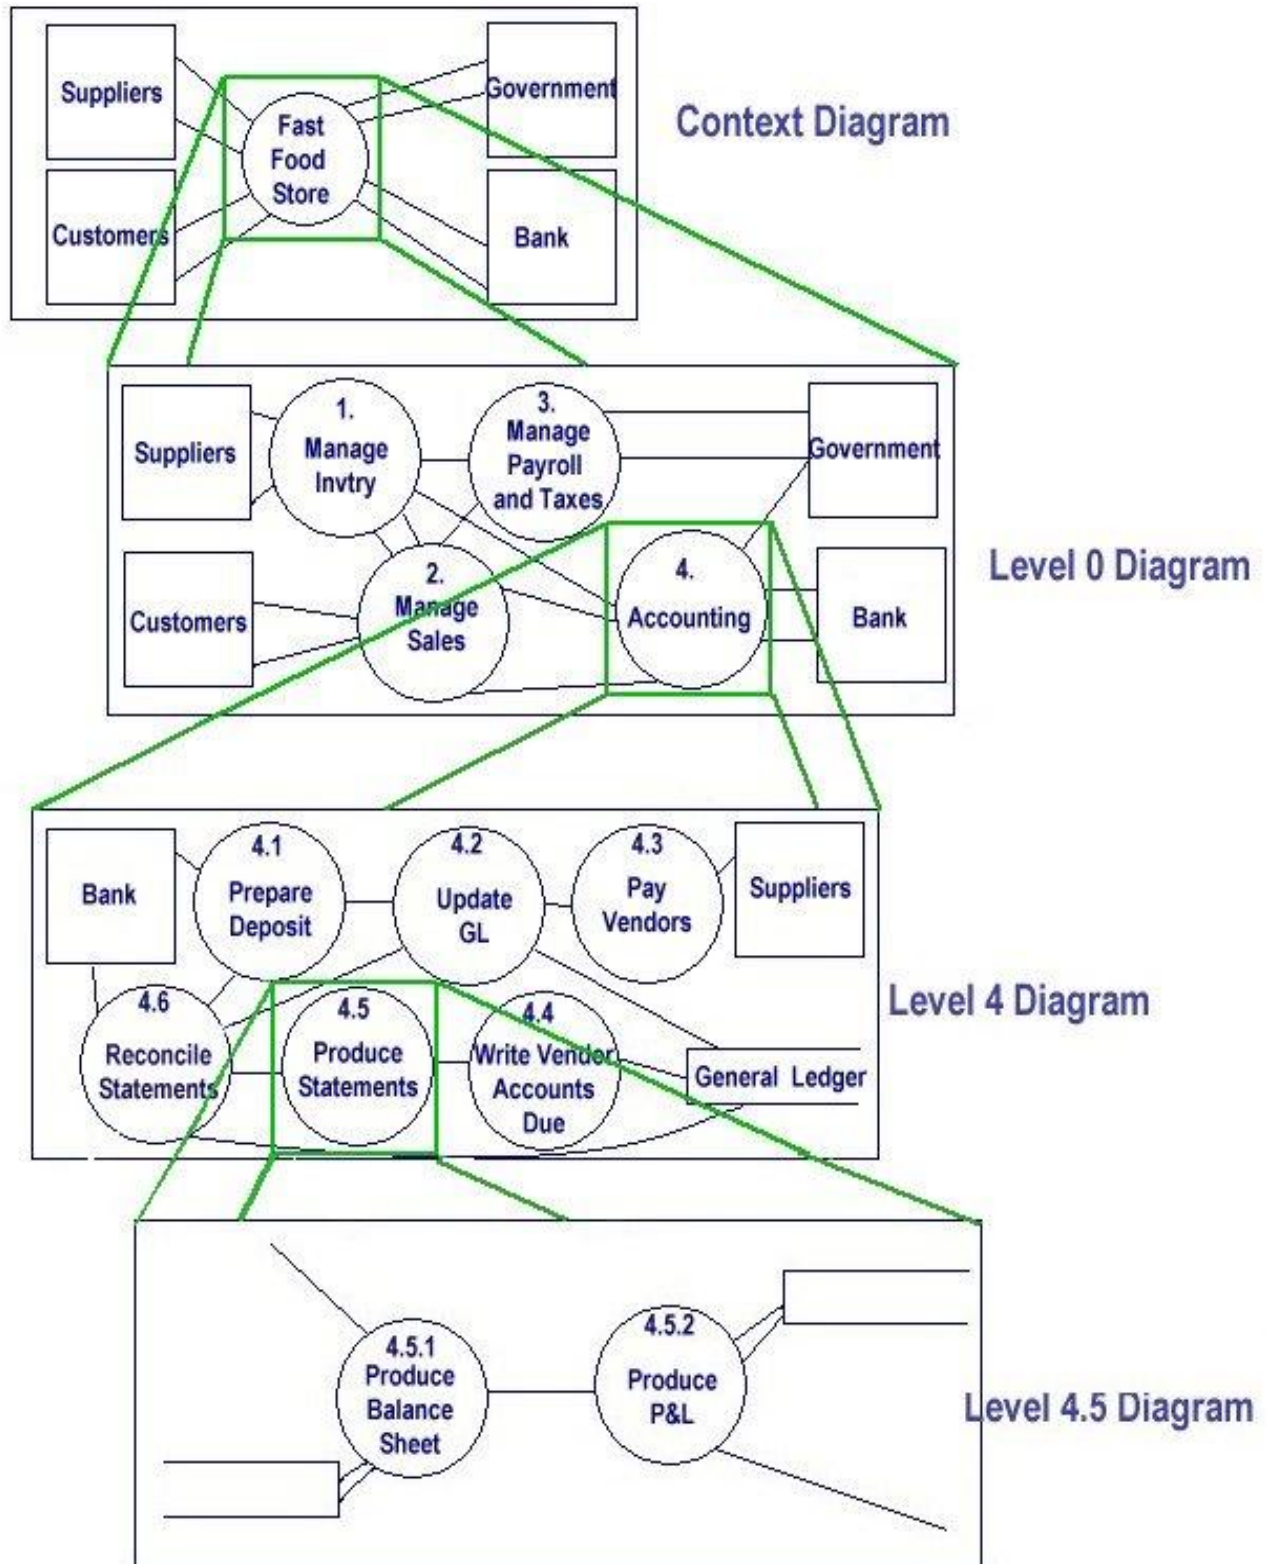 Suppliers
Government
Fast
Food
Store
Context Diagram
Customers
Bank
1.
Manage
Invtry
3.
Manage
Payroll
and Taxes
Suppliers
Government
2.
Manage
Sales
4.
Accounting
Level 0 Diagram
Customers
Bank
Bank
4.1
Prepare
Deposit
4.2
Update
GL
4.3
Pay
Vendors
Suppliers
4.6
Reconcile
Statements
4.5
Produce
Statements
4.4
Write Vendor
Accounts
Due
General Ledger
Level 4 Diagram
4.5.1
Produce
Balance
Sheet
4.5.2
Produce
P&L
Level 4.5 Diagram